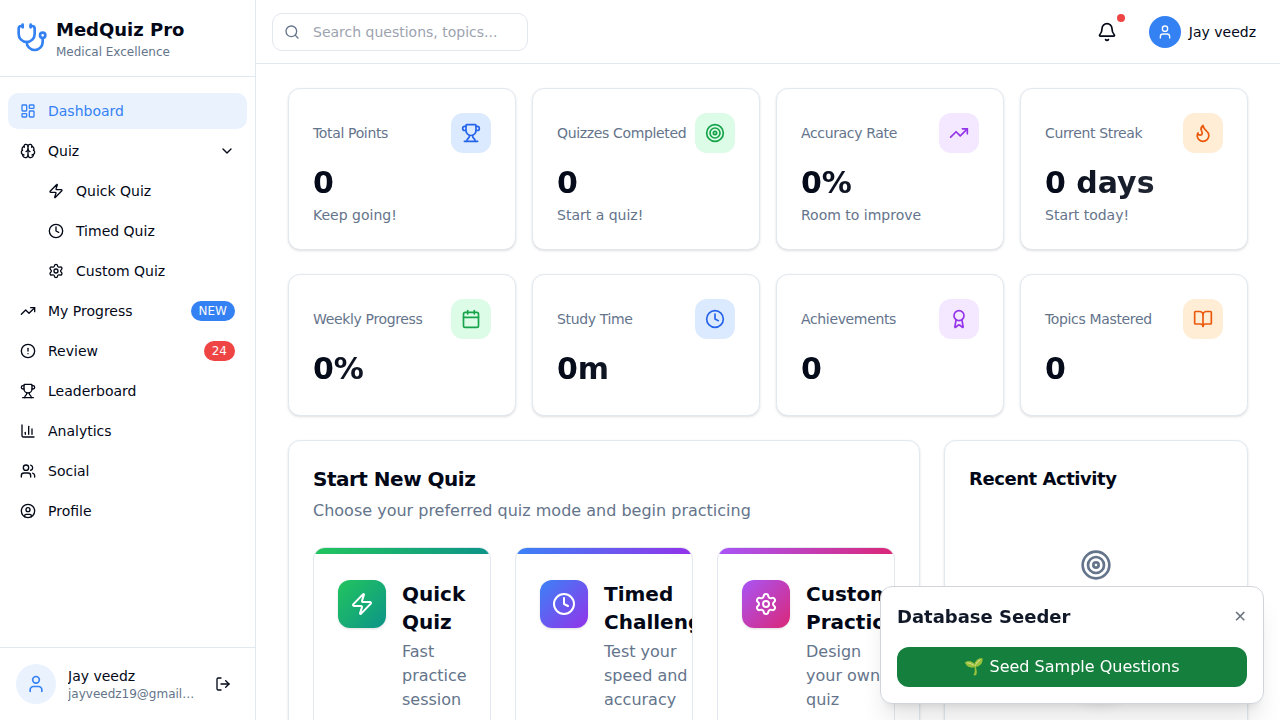 MedQuiz Pro
Medical Excellence
Search questions, topics...
Jay veedz
Dashboard
Quiz
Quick Quiz
Timed Quiz
Custom Quiz
My Progress
NEW
Review
24
Leaderboard
Analytics
Social
Profile
Jay veedz
jayveedz19@gmail...
Total Points
0
Keep going!
Quizzes Completed
0
Start a quiz!
Accuracy Rate
0%
Room to improve
Current Streak
0 days
Start today!
Weekly Progress
0%
Study Time
0m
Achievements
0
Topics Mastered
0
Start New Quiz
Choose your preferred quiz mode and begin practicing
Quick
Quiz
Fast
practice
session
Timed
Challeng
Test your
speed and
accuracy
Custom
Practic
Design
your own
quiz
Recent Activity
Database Seeder
×
🌱 Seed Sample Questions